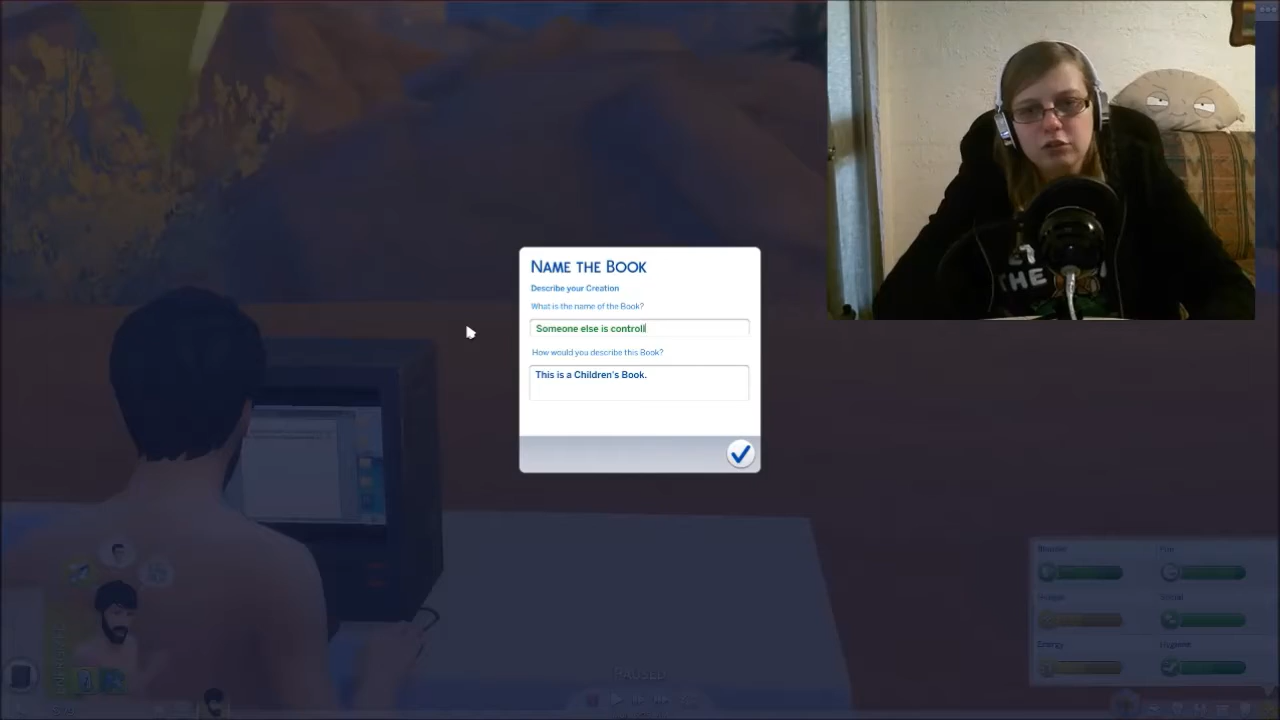 NAME THE BOOK
Describe your Creation
What is the name of the Book?
Someone else is controll
How would you describe this Book?
This is a Children's Book.
THE
Bladder
Fun
Hunger
Social
Energy
Hygiene
PAUSED